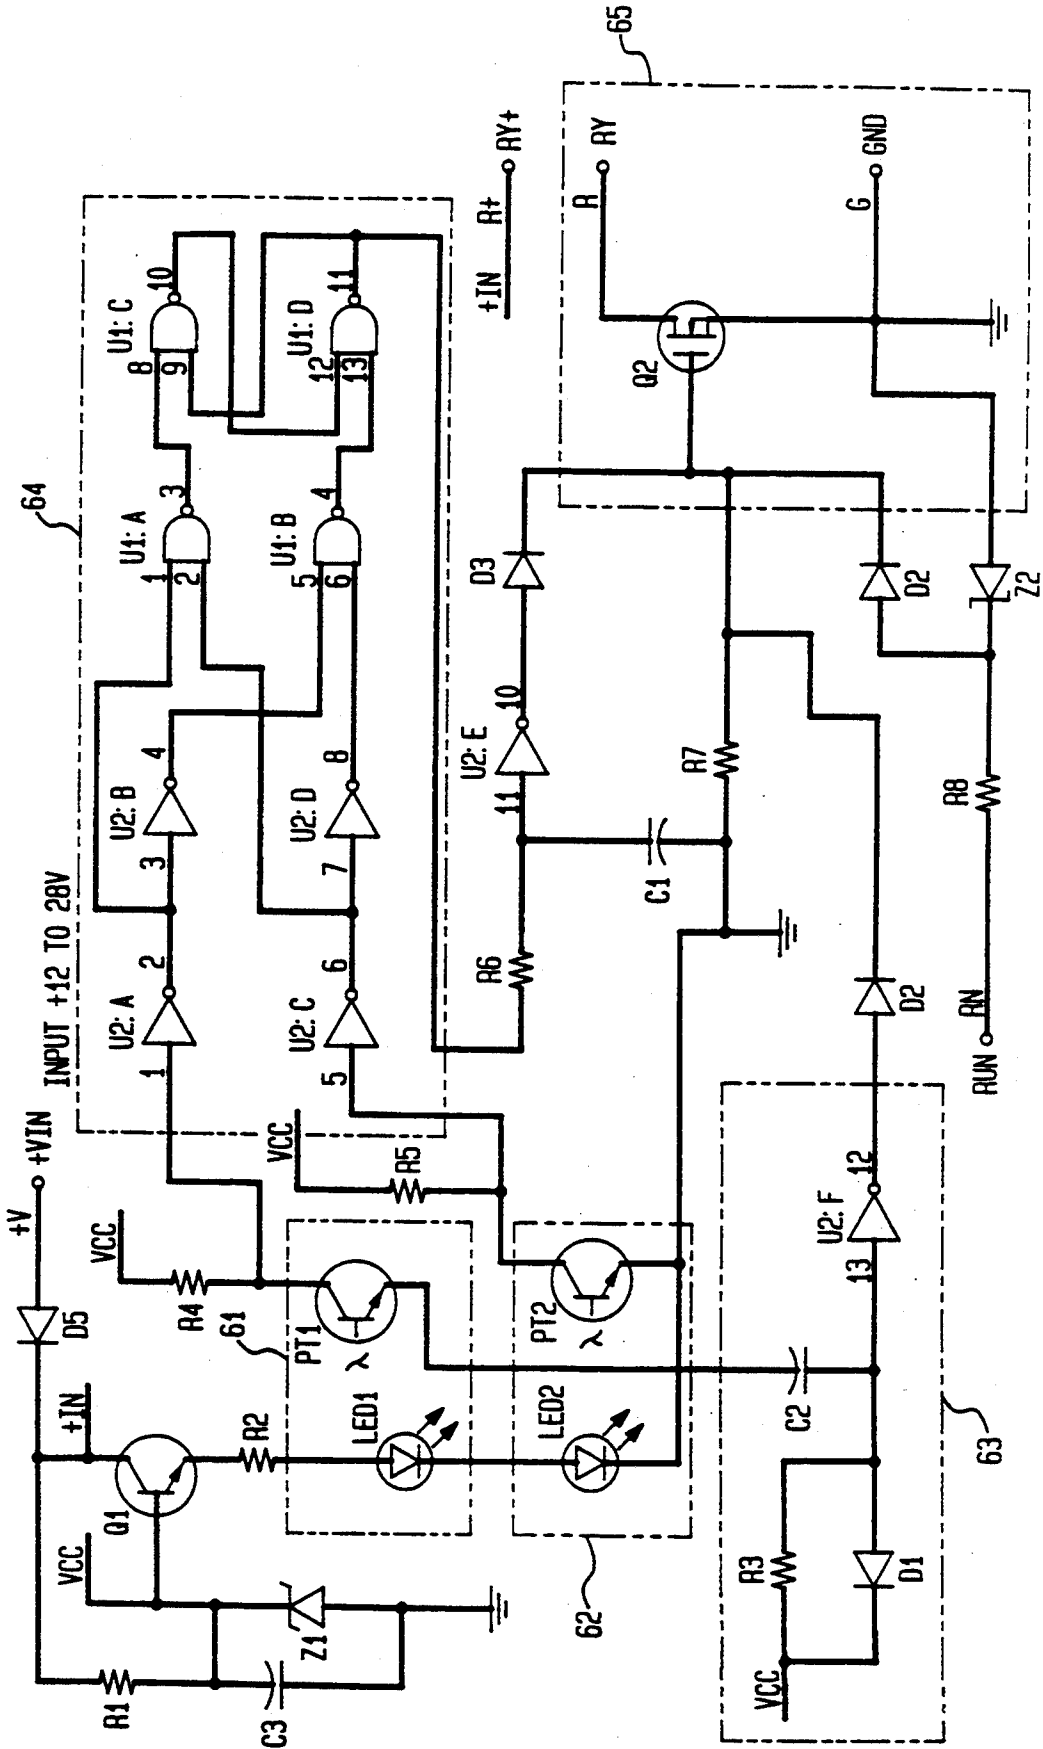 INPUT +12 TO 28V
+V
+VIN
D5
+IN
VCC
R1
C3
Z1
Q1
R2
VCC
R4
61
PT1
λ
LED1
PT2
λ
LED2
62
VCC
R5
64
1
U2: A
2
3
U2: B
4
5
U2: C
6
7
U2: D
8
U1: A
1
2
3
U1: B
5
6
4
U1: C
8
9
10
U1: D
12
13
11
R6
11
U2: E
10
D3
C1
R7
+IN
R+
RY+
65
R
RY
Q2
G
GND
D2
Z2
R8
RN
RUN
D2
12
U2: F
13
C2
63
R3
D1
VCC